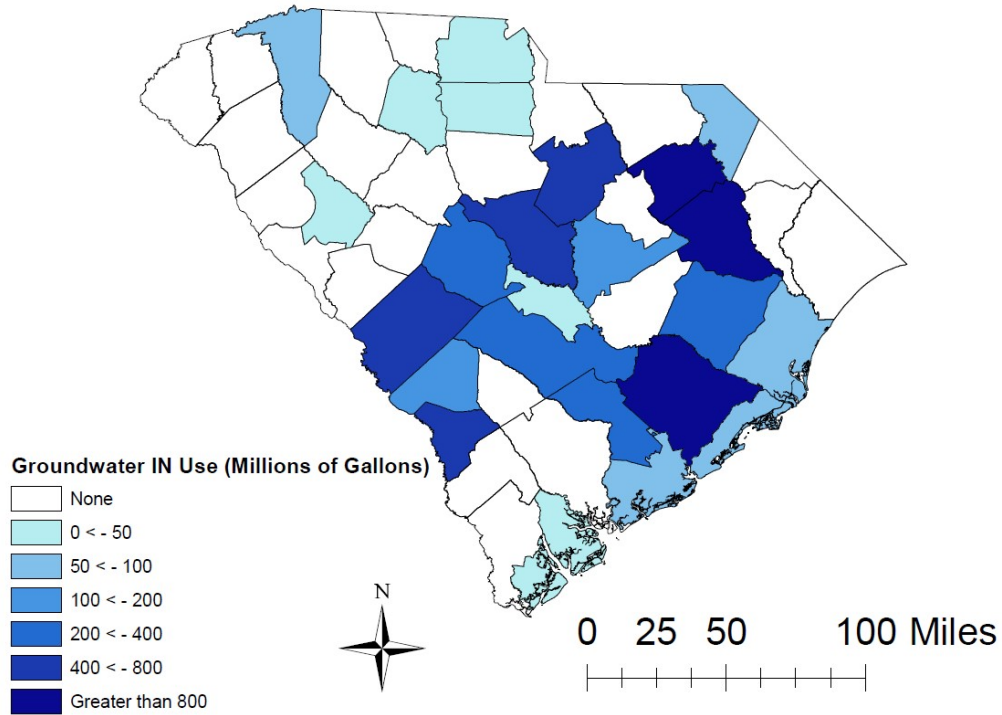 Groundwater IN Use (Millions of Gallons)
None
0 < - 50
50 < - 100
100 < - 200
200 < - 400
400 < - 800
Greater than 800
N
0 25 50 100 Miles